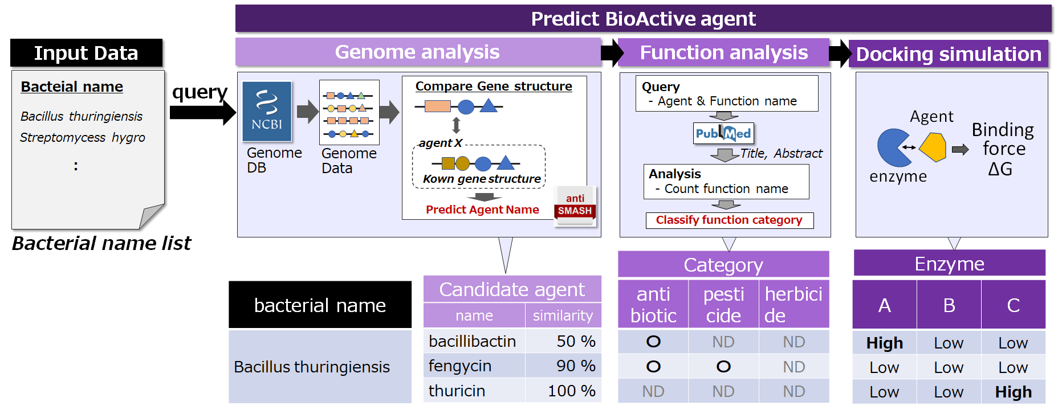 Predict BioActive agent
Input Data
Genome analysis
Function analysis
Docking simulation
Bacteial name
Bacillus thuringiensis
Streptomycess hygro
:
Bacterial name list
query
NCBI
Genome
DB
Genome
Data
Compare Gene structure
agent X
Kown gene structure
Predict Agent Name
anti
SMASH
Query
- Agent & Function name
PubMed
Title, Abstract
Analysis
- Count function name
Classify function category
Agent
enzyme
Binding
force
ΔG
bacterial name
Candidate agent
name similarity
Category
anti
biotic
pesti
cide
herbici
de
Enzyme
A B C
Bacillus thuringiensis
bacillibactin 50 % O ND ND High Low Low
fengycin 90 % O O ND Low Low Low
thuricin 100 % ND ND ND Low Low High